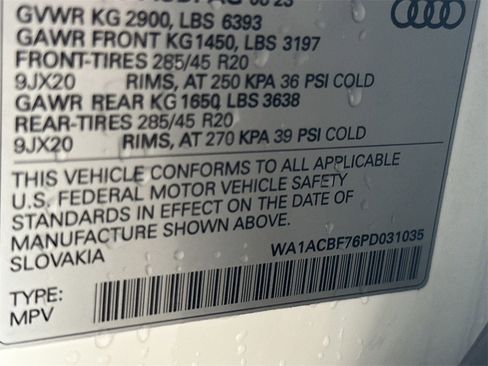 GVWR KG 2900, LBS 6393
GAWR FRONT KG 1450, LBS 3197
FRONT-TIRES 285/45 R20
9JX20 RIMS, AT 250 KPA 36 PSI COLD
GAWR REAR KG 1650, LBS 3638
REAR-TIRES 285/45 R20
9JX20 RIMS, AT 270 KPA 39 PSI COLD
THIS VEHICLE CONFORMS TO ALL APPLICABLE
U.S. FEDERAL MOTOR VEHICLE SAFETY
STANDARDS IN EFFECT ON THE DATE OF
MANUFACTURE SHOWN ABOVE.
SLOVAKIA
WA1ACBF76PD031035
TYPE:
MPV